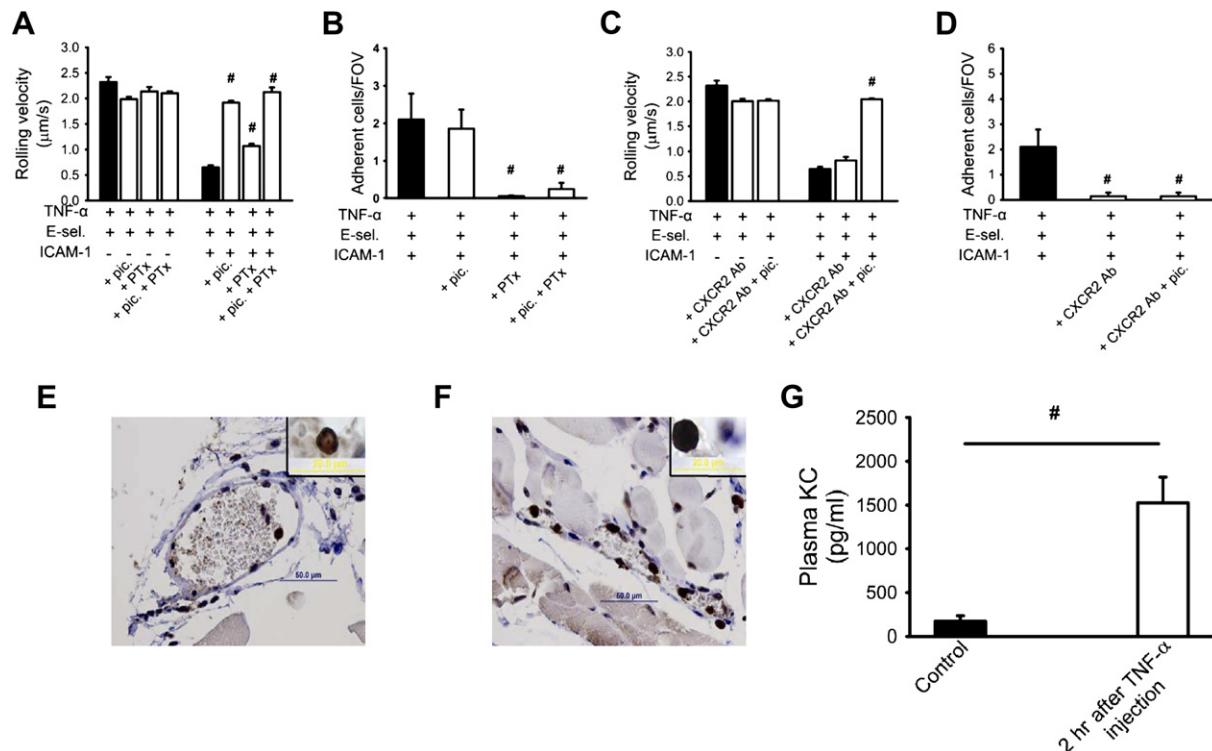 A
Rolling velocity
(µm/s)
3.0
2.5
2.0
1.5
1.0
0.5
0.0
#
#
#
TNF-α + + + + + + + +
E-sel. + + + + + + + +
ICAM-1 - - - - + + + +
+ pic.
+ PTx
+ pic. + PTx
+ pic.
+ PTx
+ pic. + PTx
B
Adherent cells/FOV
4
3
2
1
0
#
#
TNF-α + + + +
E-sel. + + + +
ICAM-1 + + + +
+ pic.
+ PTx
+ pic. + PTx
C
Rolling velocity
(µm/s)
3.0
2.5
2.0
1.5
1.0
0.5
0.0
#
TNF-α + + + + + +
E-sel. + + + + + +
ICAM-1 - - - + + +
+ CXCR2 Ab
+ CXCR2 Ab + pic.
+ CXCR2 Ab
+ CXCR2 Ab + pic.
D
Adherent cells/FOV
6
5
4
3
2
1
0
#
#
TNF-α + + +
E-sel. + + +
ICAM-1 + + +
+ CXCR2 Ab
+ CXCR2 Ab + pic.
E
20.0 µm
50.0 µm
F
20.0 µm
50.0 µm
G
Plasma KC
(pg/ml)
2500
2000
1500
1000
500
0
#
Control
2 hr after TNF-α
injection